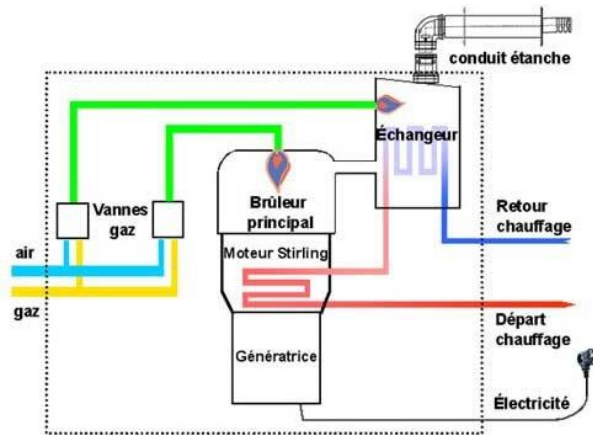 conduit étanche
Échangeur
Vannes
gaz
Brûleur
principal
Retour
chauffage
air
Moteur Stirling
gaz
Départ
chauffage
Génératrice
Électricité